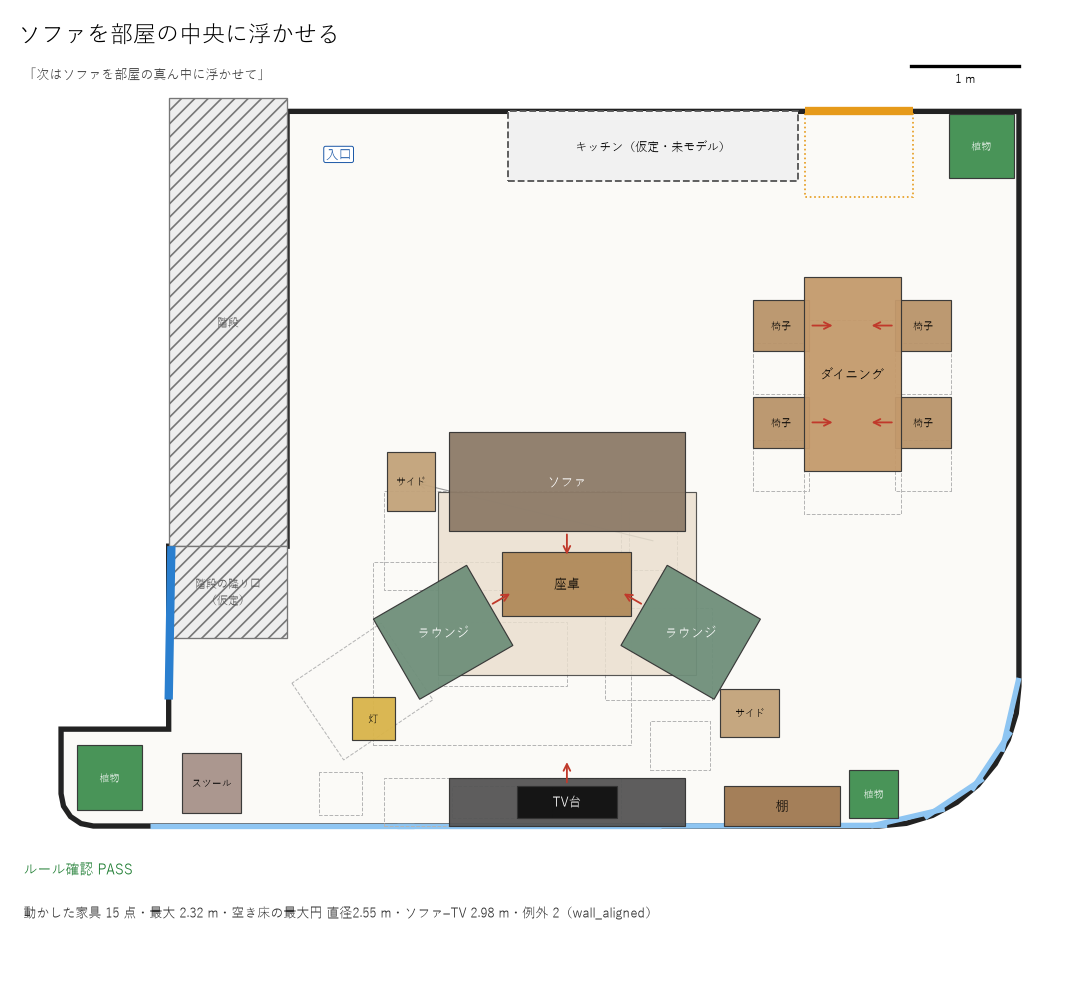 ソファを部屋の中央に浮かせる
「次はソファを部屋の真ん中に浮かせて」
1 m
入口
キッチン（仮定・未モデル）
植物
階段
椅子
椅子
ダイニング
椅子
椅子
サイド
ソファ
座卓
階段の降り口
（仮定）
ラウンジ
ラウンジ
灯
サイド
植物
スツール
TV台
棚
植物
ルール確認 PASS
動かした家具 15 点・最大 2.32 m・空き床の最大円 直径2.55 m・ソファ–TV 2.98 m・例外 2（wall_aligned）